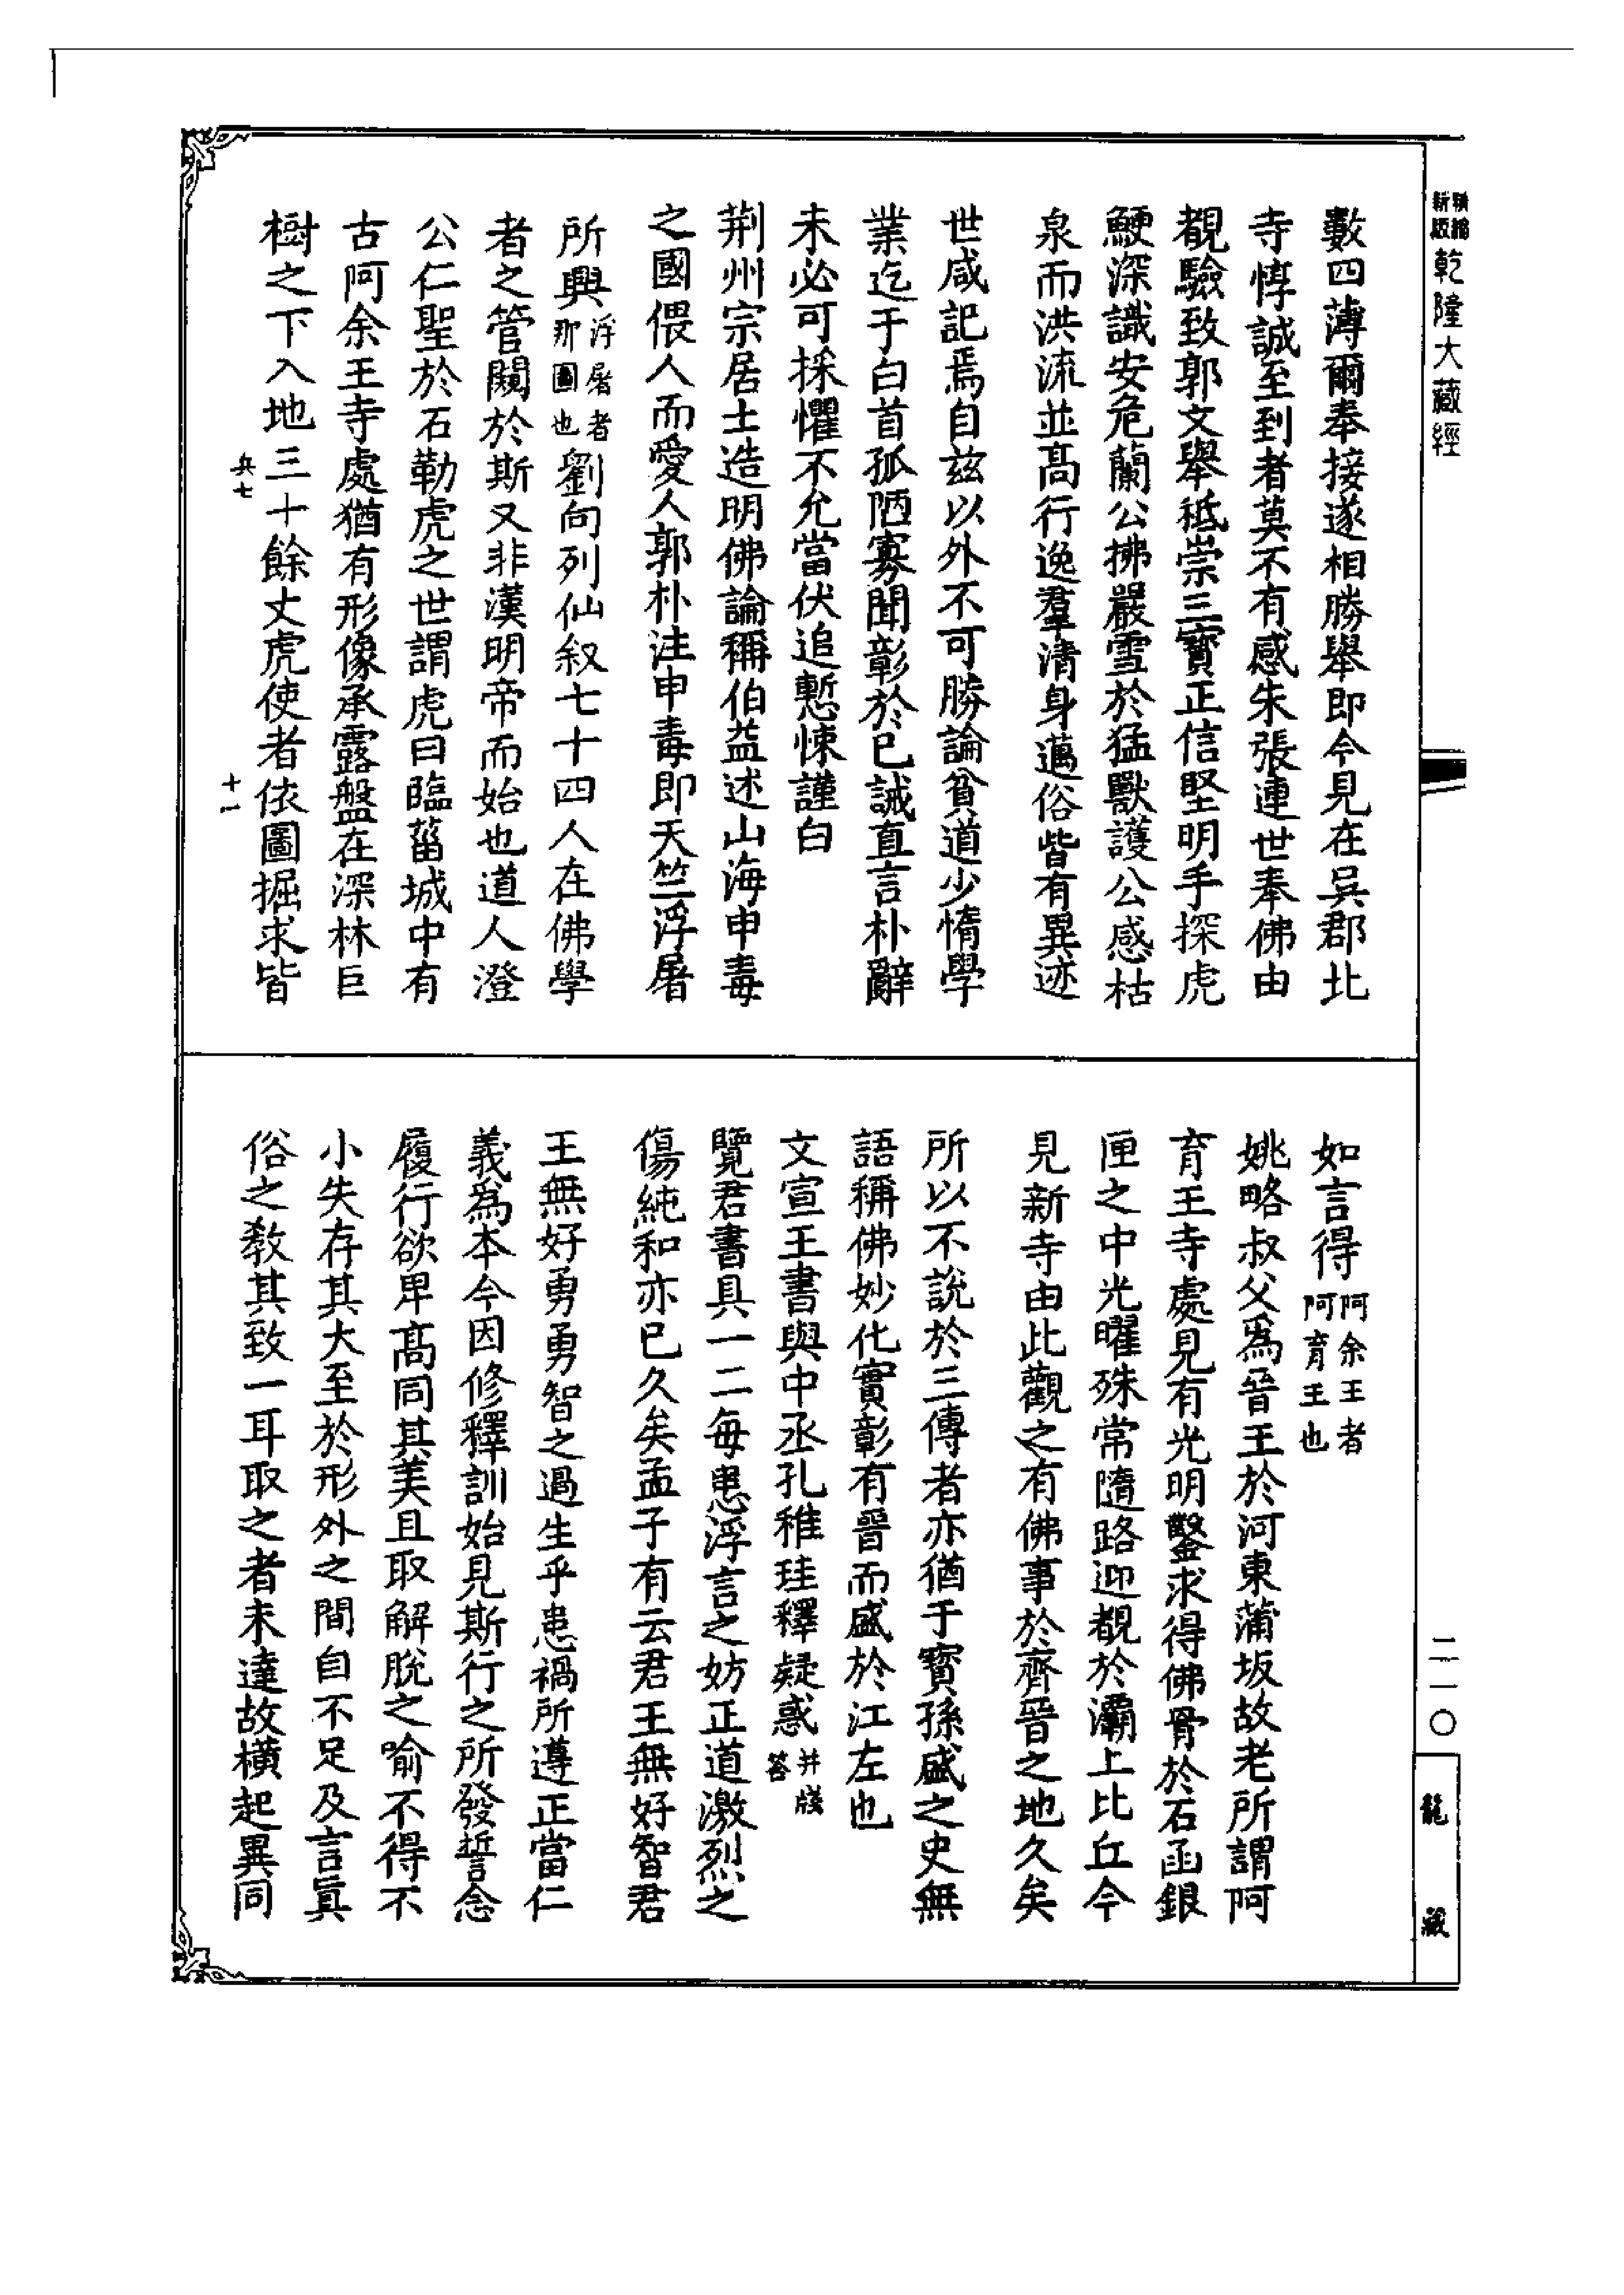 新編
新版
乾隆大藏經
數四薄爾奉接遂相勝舉即今見在吳郡北
寺惇誠至到者莫不有感朱張連世奉佛由
覩驗致郭文舉祗崇三寶正信堅明手探虎
鯁深識安危蘭公拂嚴雪於猛獸護公感枯
泉而洪流並高行逸羣清身邁俗皆有異迹
世咸記焉自茲以外不可勝論貧道少惰學
業迄于白首孤陋寡聞彰於已誠直言朴辭
未必可採懼不允當伏追慙悚謹白
荆州宗居士造明佛論稱伯益述山海申毒
之國偎人而愛人郭朴注申毒即天竺浮屠
所興浮屠者那圖也劉向列仙叙七十四人在佛學
者之管闚於斯又非漢明帝而始也道人澄
公仁聖於石勒虎之世謂虎曰臨菑城中有
古阿余王寺處猶有形像承露盤在深林巨
樹之下入地三十餘丈虎使者依圖掘求皆
兵七
十一
如言得阿余王者阿育王也
姚略叔父爲晉王於河東蒲坂故老所謂阿
育王寺處見有光明鑿求得佛骨於石函銀
匣之中光曜殊常隨路迎覩於灞上比丘今
見新寺由此觀之有佛事於齊晉之地久矣
所以不說於三傳者亦猶于寶孫盛之史無
語稱佛妙化實彰有晉而盛於江左也
文宣王書與中丞孔稚珪釋疑惑并牋答
覽君書具一二每患浮言之妨正道激烈之
傷純和亦已久矣孟子有云君王無好智君
王無好勇勇智之過生乎患禍所遵正當仁
義爲本今因修釋訓始見斯行之所發誓念
履行欲卑高同其美且取解脫之喻不得不
小失存其大至於形外之間自不足及言眞
俗之教其致一耳取之者未達故橫起異同
二一〇
龍藏